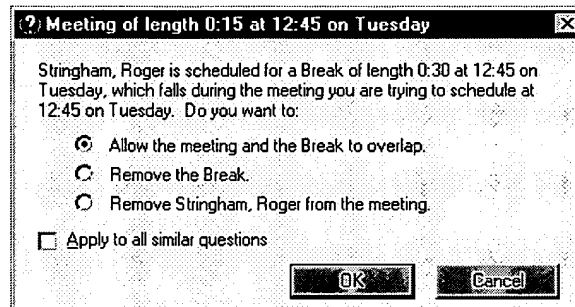 (?) Meeting of length 0:15 at 12:45 on Tuesday
Stringham, Roger is scheduled for a Break of length 0:30 at 12:45 on
Tuesday, which falls during the meeting you are trying to schedule at
12:45 on Tuesday. Do you want to:
Allow the meeting and the Break to overlap.
Remove the Break.
Remove Stringham, Roger from the meeting.
Apply to all similar questions
OK Cancel